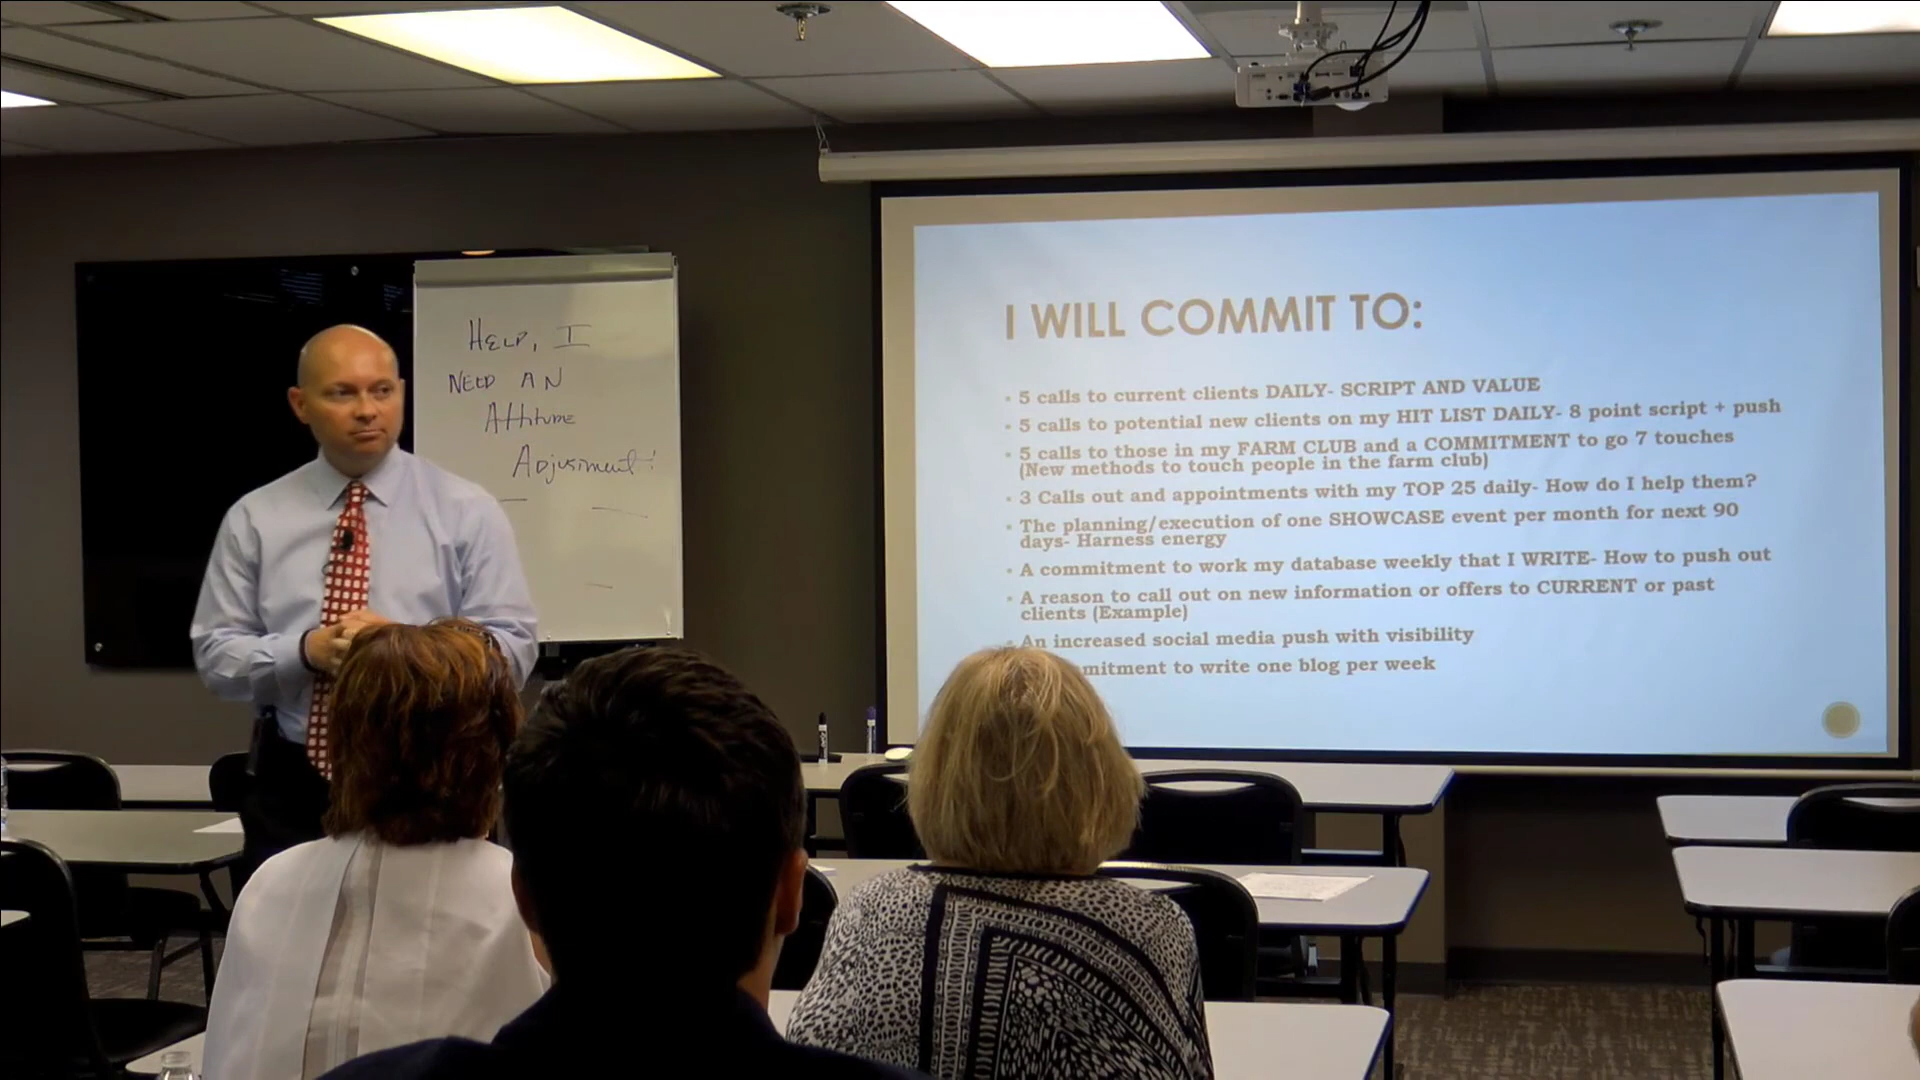 HELP, I
NEED AN
Attitude
Adjustment!
I WILL COMMIT TO:
5 calls to current clients DAILY- SCRIPT AND VALUE
5 calls to potential new clients on my HIT LIST DAILY- 8 point script + push
5 calls to those in my FARM CLUB and a COMMITMENT to go 7 touches
(New methods to touch people in the farm club)
3 Calls out and appointments with my TOP 25 daily- How do I help them?
The planning/execution of one SHOWCASE event per month for next 90
days- Harness energy
A commitment to work my database weekly that I WRITE- How to push out
A reason to call out on new information or offers to CURRENT or past
clients (Example)
An increased social media push with visibility
mmitment to write one blog per week